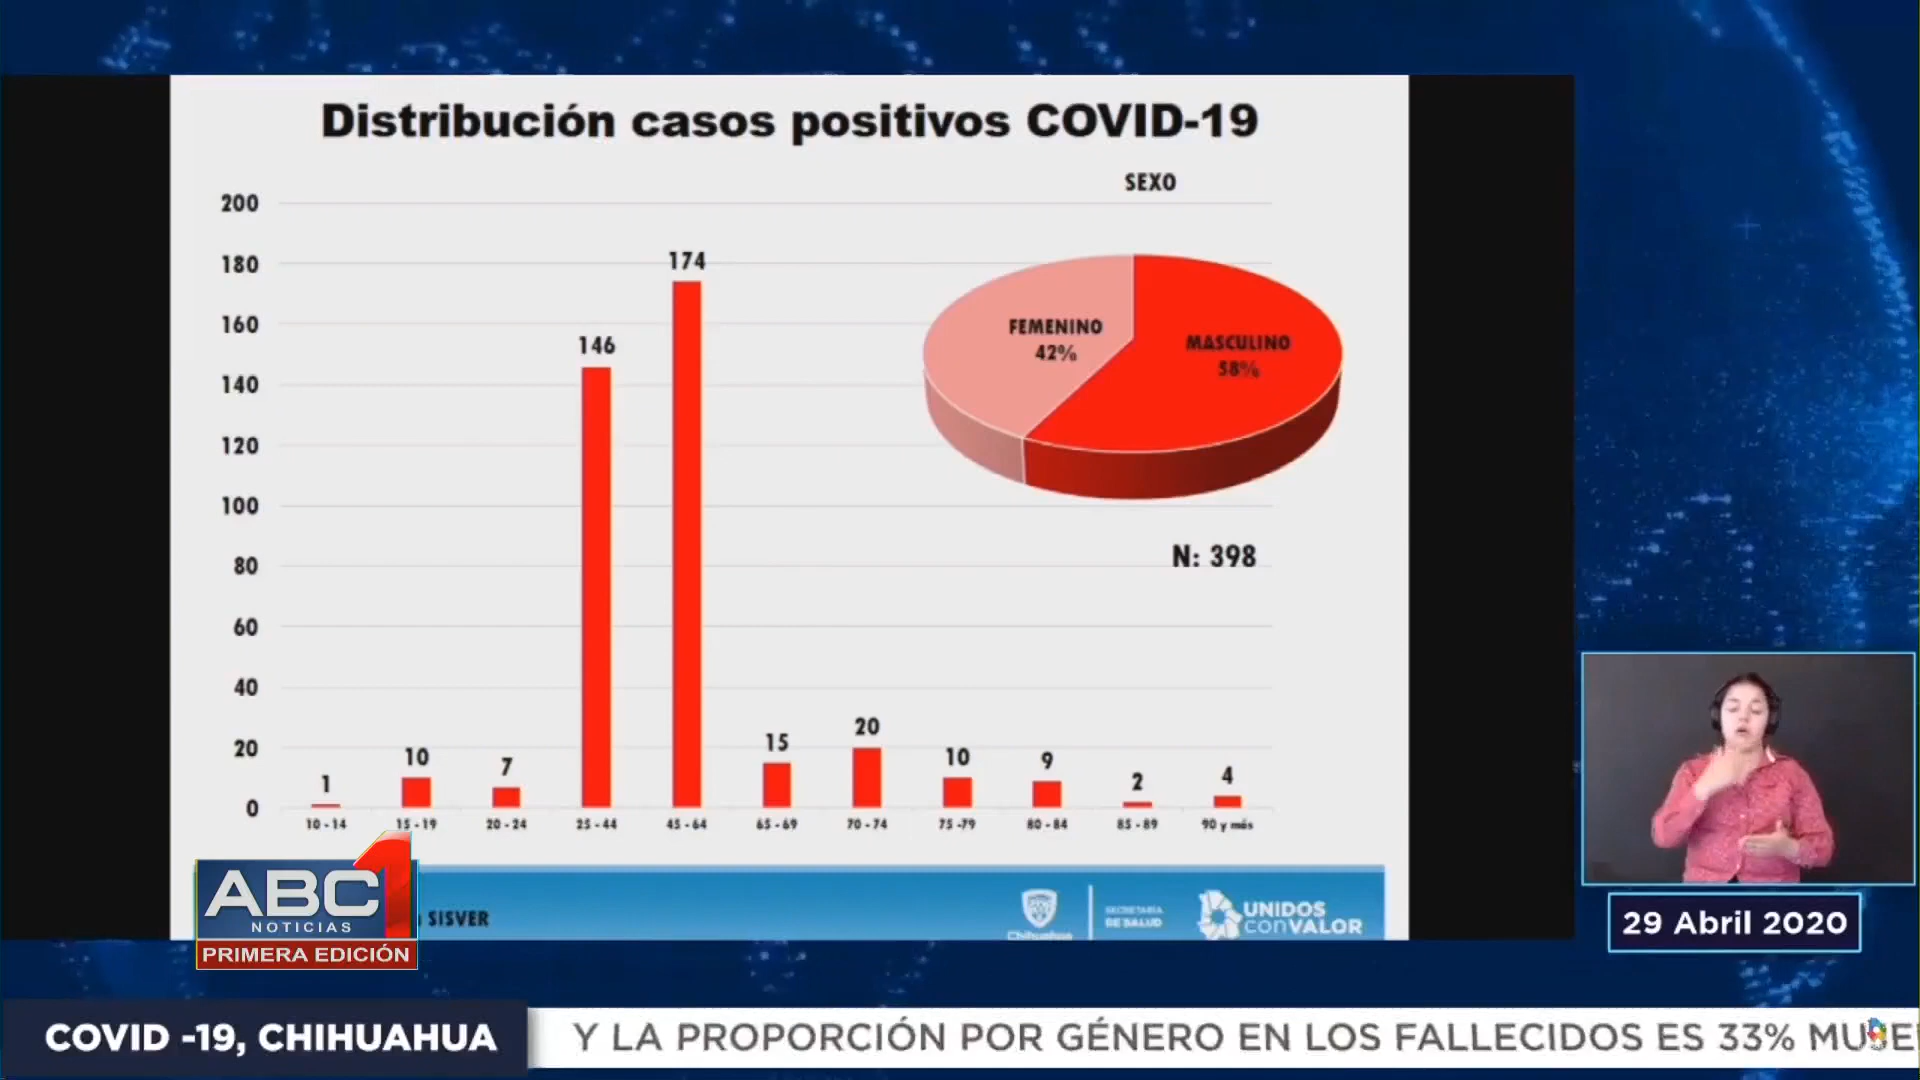 Distribución casos positivos COVID-19
SEXO
FEMENINO
42%
MASCULINO
58%
N: 398
200
180
160
140
120
100
80
60
40
20
0
1
10
7
146
174
15
20
10
9
2
4
10 - 14
15 - 19
20 - 24
25 - 44
45 - 64
65 - 69
70 - 74
75 -79
80 - 84
85 - 89
90 y más
SISVER
Chihuahua
SECRETARÍA
DE SALUD
UNIDOS
conVALOR
ABC 1
NOTICIAS
PRIMERA EDICIÓN
29 Abril 2020
COVID -19, CHIHUAHUA
Y LA PROPORCIÓN POR GÉNERO EN LOS FALLECIDOS ES 33%